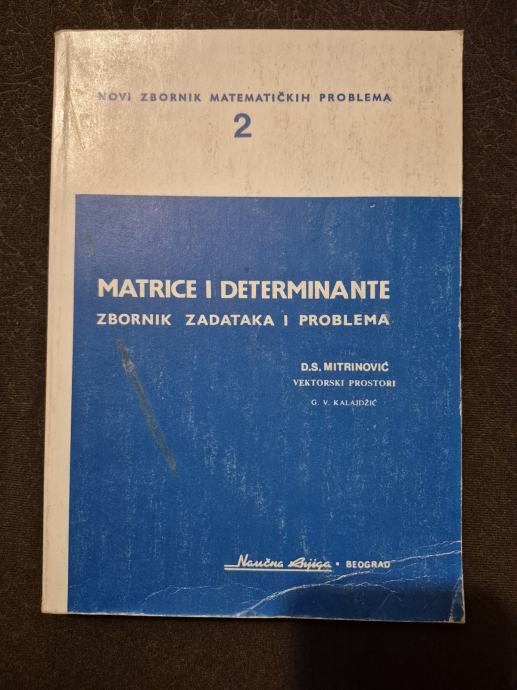 NOVI ZBORNIK MATEMATIČKIH PROBLEMA
2
MATRICE I DETERMINANTE
ZBORNIK ZADATAKA I PROBLEMA
D.S. MITRINOVIĆ
VEKTORSKI PROSTORI
G. V. KALAJDŽIĆ
Naučna knjiga • BEOGRAD